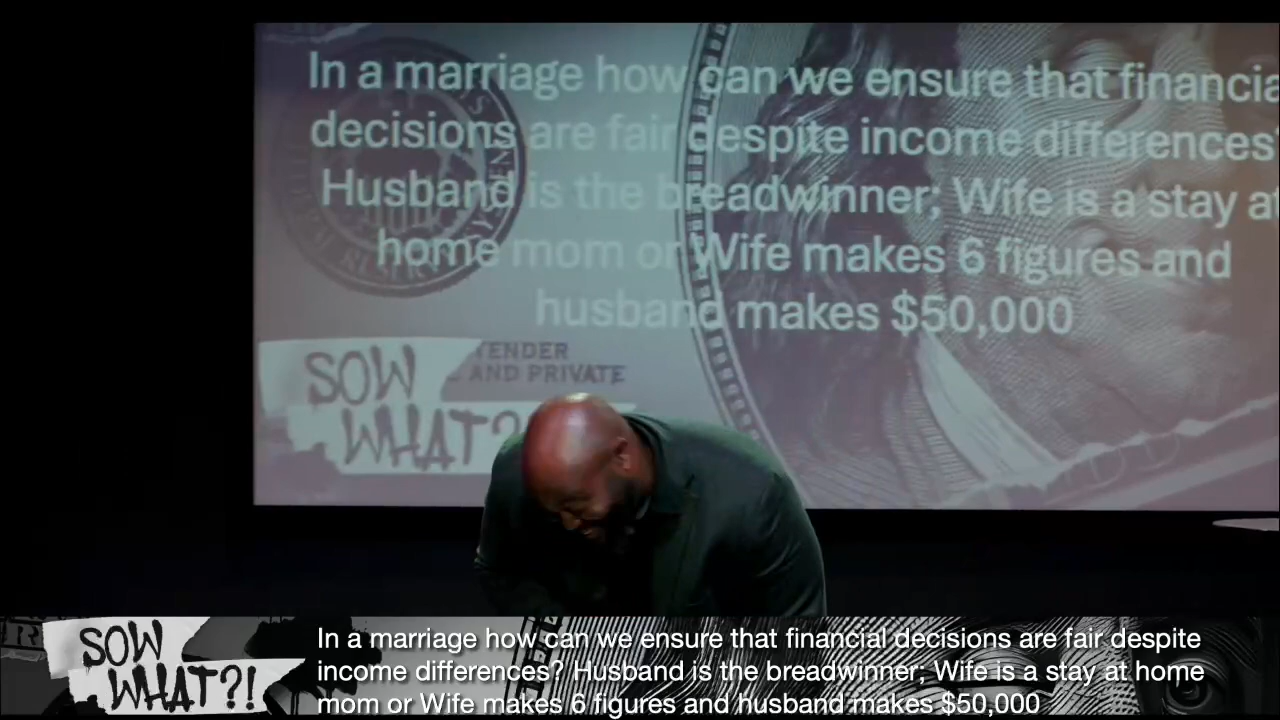 In a marriage how can we ensure that financia
decisions are fair despite income differences
Husband is the breadwinner; Wife is a stay at
home mom or Wife makes 6 figures and
husband makes $50,000
TENDER
AND PRIVATE
SOW
WHAT?!
SOW
WHAT?!
In a marriage how can we ensure that financial decisions are fair despite
income differences? Husband is the breadwinner; Wife is a stay at home
mom or Wife makes 6 figures and husband makes $50,000